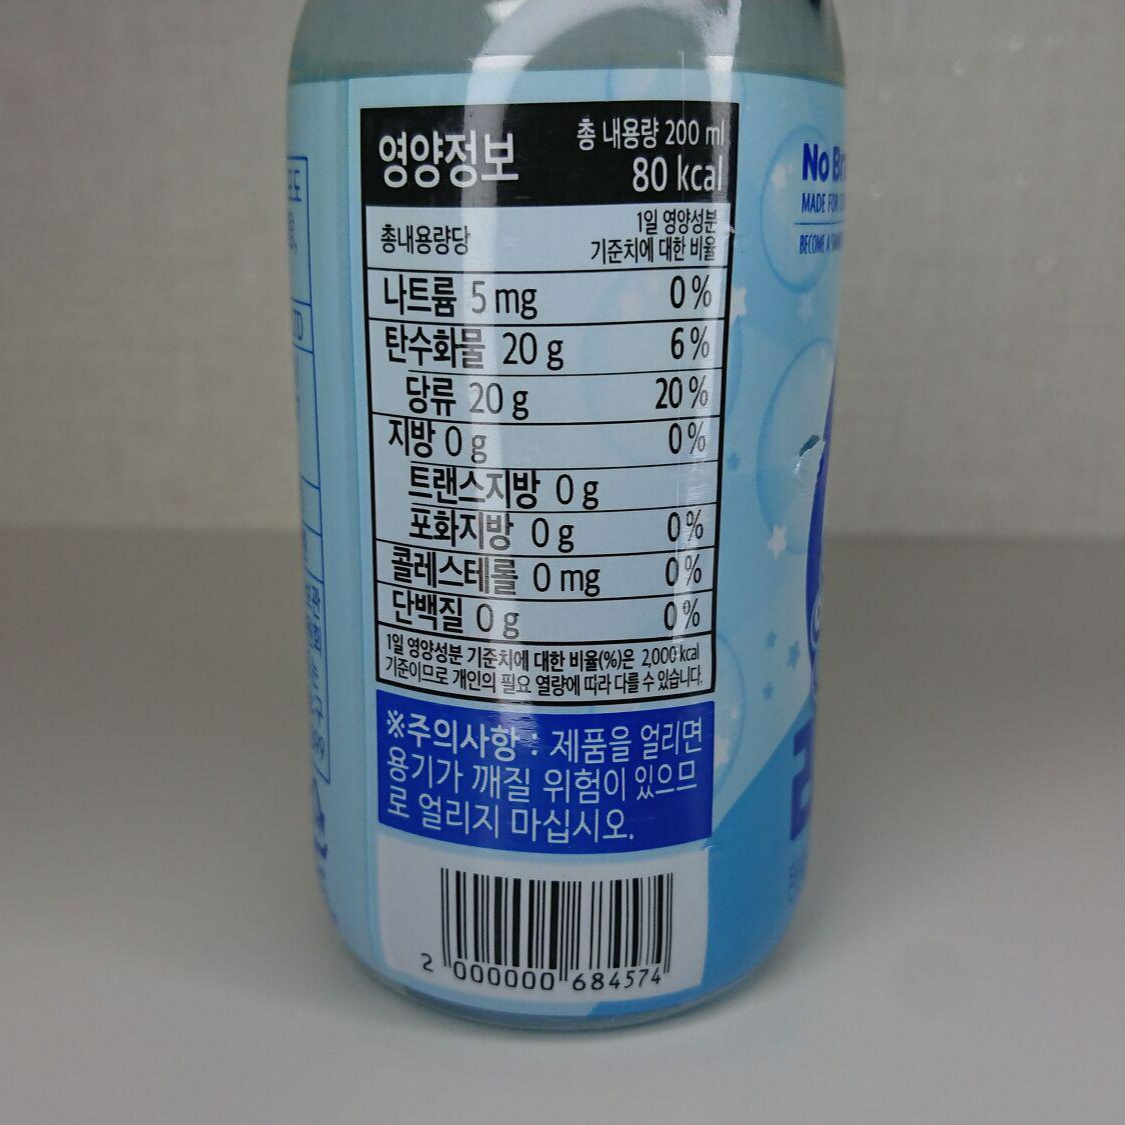 영양정보
총 내용량 200 ml
80 kcal
총내용량당
1일 영양성분
기준치에 대한 비율
나트륨 5 mg 0 %
탄수화물 20 g 6 %
당류 20 g 20 %
지방 0 g 0 %
트랜스지방 0 g
포화지방 0 g 0 %
콜레스테롤 0 mg 0 %
단백질 0 g 0 %
1일 영양성분 기준치에 대한 비율(%)은 2,000 kcal
기준이므로 개인의 필요 열량에 따라 다를 수 있습니다.
※주의사항 : 제품을 얼리면
용기가 깨질 위험이 있으므
로 얼리지 마십시오.
2 000000 684574
No
MADE
BECOME A